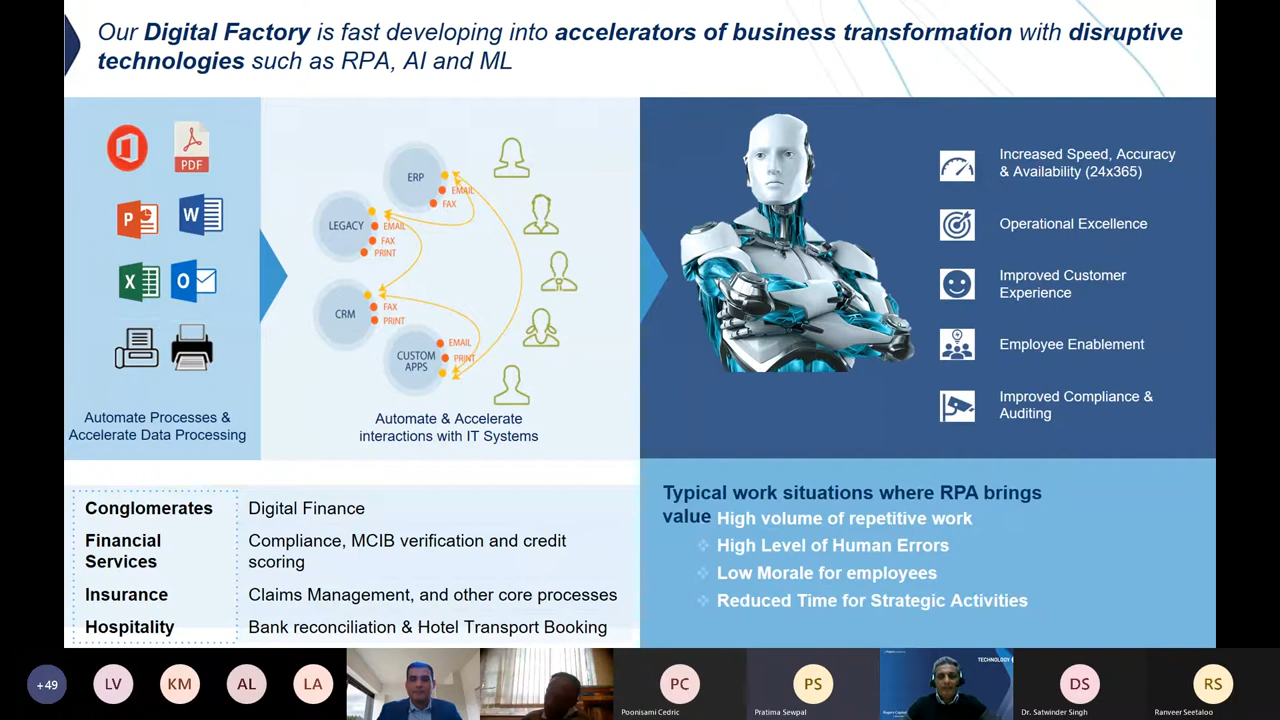 Our Digital Factory is fast developing into accelerators of business transformation with disruptive
technologies such as RPA, AI and ML
PDF
P
W
X
O
Automate Processes &
Accelerate Data Processing
ERP
EMAIL
FAX
LEGACY
EMAIL
FAX
PRINT
CRM
FAX
PRINT
CUSTOM
APPS
EMAIL
PRINT
Automate & Accelerate
interactions with IT Systems
Increased Speed, Accuracy
& Availability (24x365)
Operational Excellence
Improved Customer
Experience
Employee Enablement
Improved Compliance &
Auditing
Conglomerates Digital Finance
Financial Services Compliance, MCIB verification and credit
scoring
Insurance Claims Management, and other core processes
Hospitality Bank reconciliation & Hotel Transport Booking
Typical work situations where RPA brings
value
High volume of repetitive work
High Level of Human Errors
Low Morale for employees
Reduced Time for Strategic Activities
+49
LV
KM
AL
LA
PC
Poonisami Cedric
PS
Pratima Sewpal
TECHNOLOGY
Rogers Capital
DS
Dr. Satwinder Singh
RS
Ranveer Seetaloo